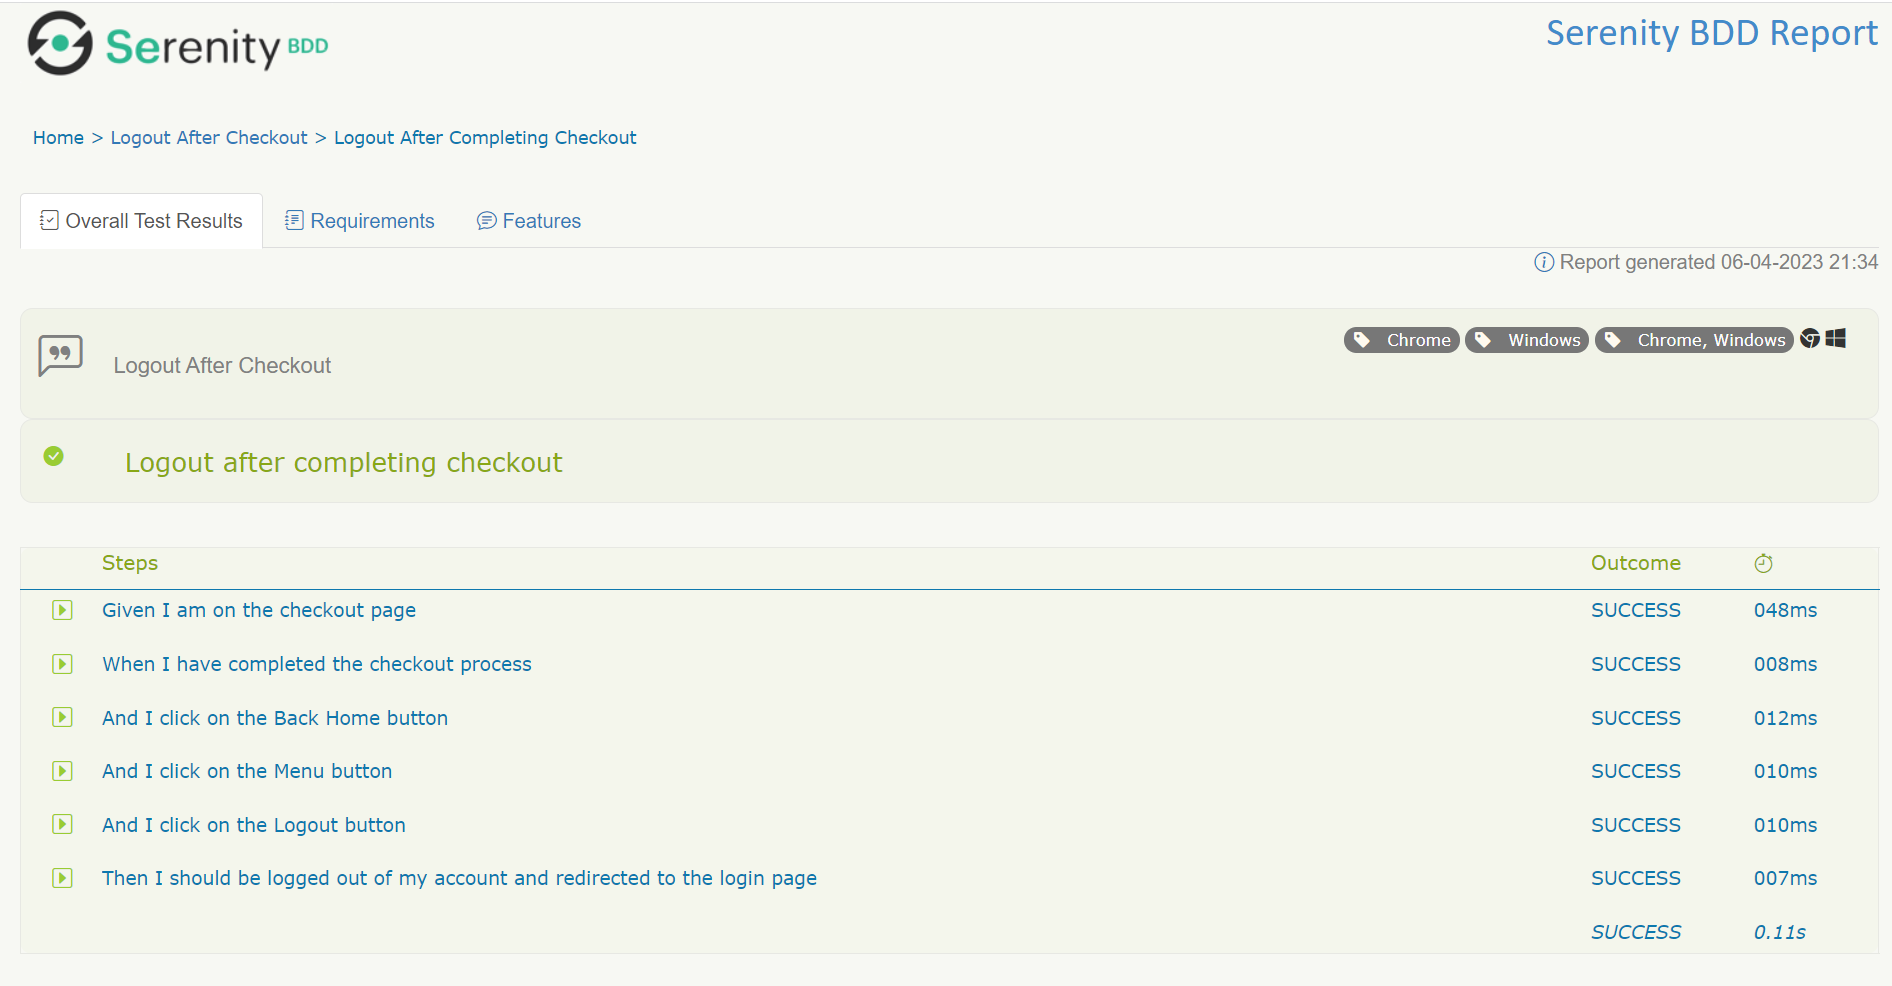 Serenity BDD
Serenity BDD Report
Home > Logout After Checkout > Logout After Completing Checkout
Overall Test Results
Requirements
Features
Report generated 06-04-2023 21:34
Logout After Checkout
Chrome
Windows
Chrome, Windows
Logout after completing checkout
Steps Outcome
Given I am on the checkout page SUCCESS 048ms
When I have completed the checkout process SUCCESS 008ms
And I click on the Back Home button SUCCESS 012ms
And I click on the Menu button SUCCESS 010ms
And I click on the Logout button SUCCESS 010ms
Then I should be logged out of my account and redirected to the login page SUCCESS 007ms
SUCCESS 0.11s